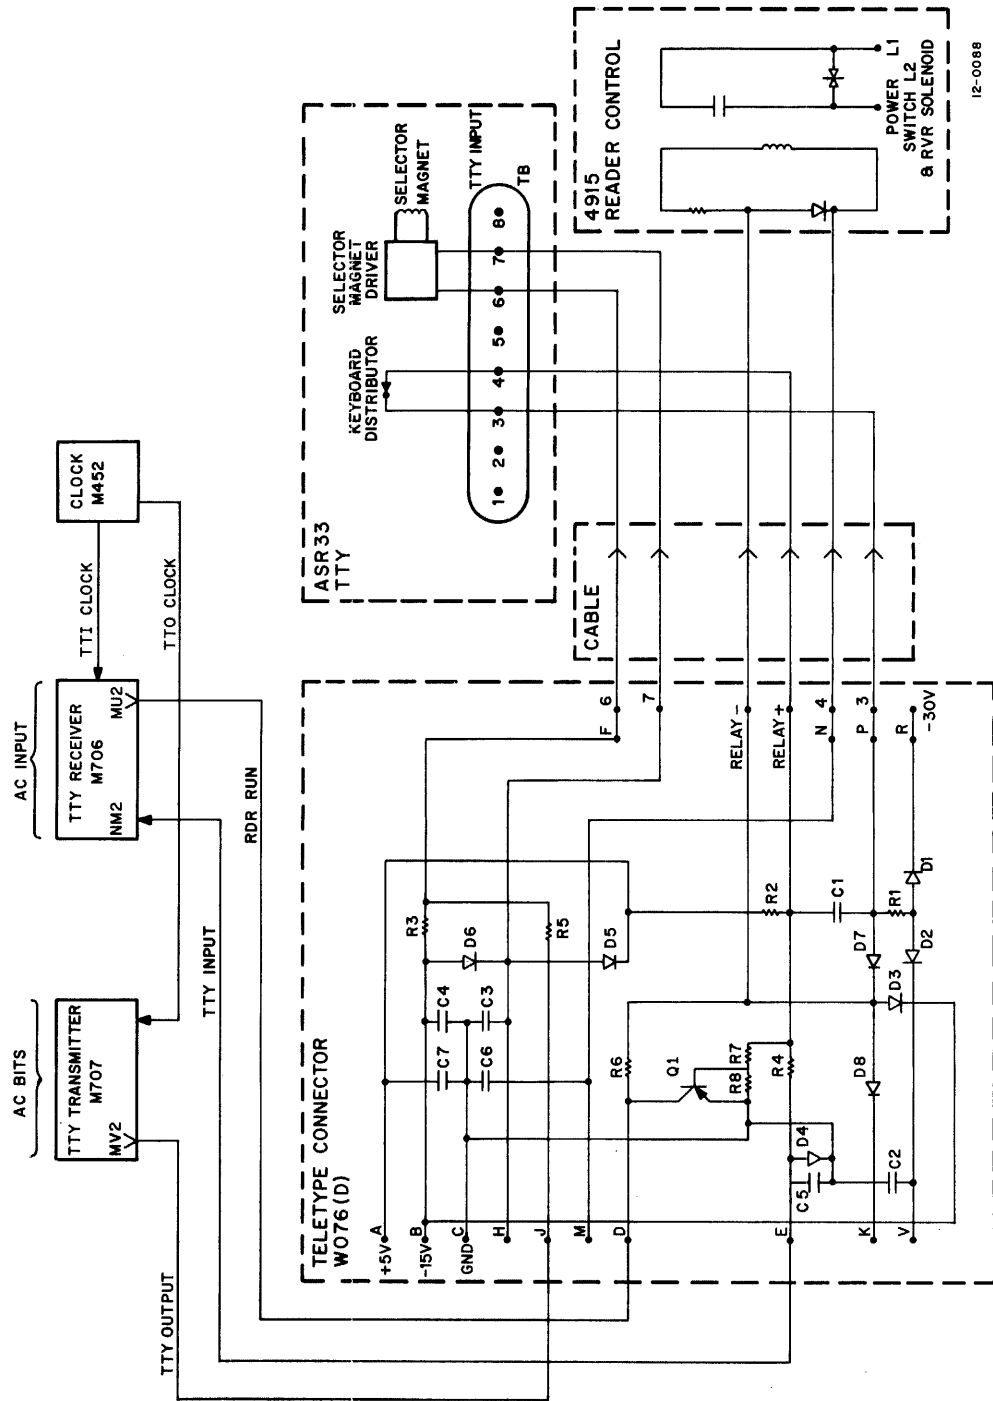 AC BITS
TTY TRANSMITTER
M707
MV2
AC INPUT
TTY RECEIVER
M706
NM2
MU2
TTI CLOCK
TTO CLOCK
CLOCK
M452
TTY OUTPUT
TTY INPUT
RDR RUN
TELETYPE CONNECTOR
W076(D)
+5V
A
-15V
B
GND
C
H
J
M
D
E
K
V
C7
C4
C6
C3
R3
D6
R5
D5
R6
Q1
R8
R7
R4
D4
C5
C2
D8
D3
D7
D2
R2
C1
R1
D1
F
6
7
RELAY-
RELAY+
N
4
P
3
R
-30V
CABLE
ASR33
TTY
KEYBOARD
DISTRIBUTOR
SELECTOR
MAGNET
DRIVER
SELECTOR
MAGNET
TTY INPUT
1
2
3
4
5
6
7
8
TB
4915
READER CONTROL
POWER
SWITCH L2
& RVR SOLENOID
L1
12-0088